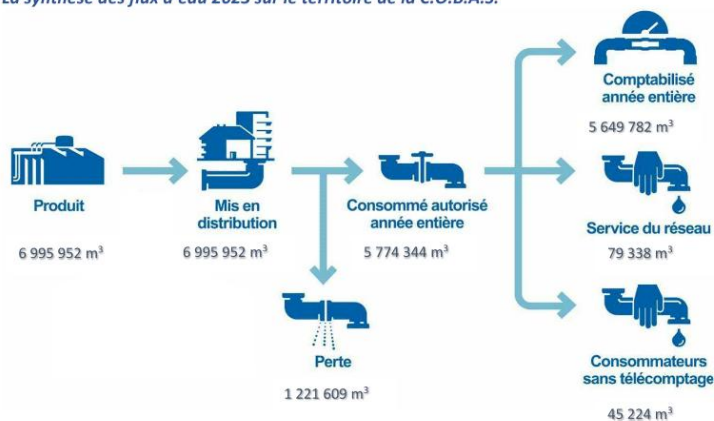 La synthèse des flux d'eau 2023 sur le territoire de la C.O.B.A.S.
Comptabilisé
année entière
5 649 782 m³
Produit
6 995 952 m³
Mis en
distribution
6 995 952 m³
Consommé autorisé
année entière
5 774 344 m³
Service du réseau
79 338 m³
Perte
1 221 609 m³
Consommateurs
sans télécomptage
45 224 m³